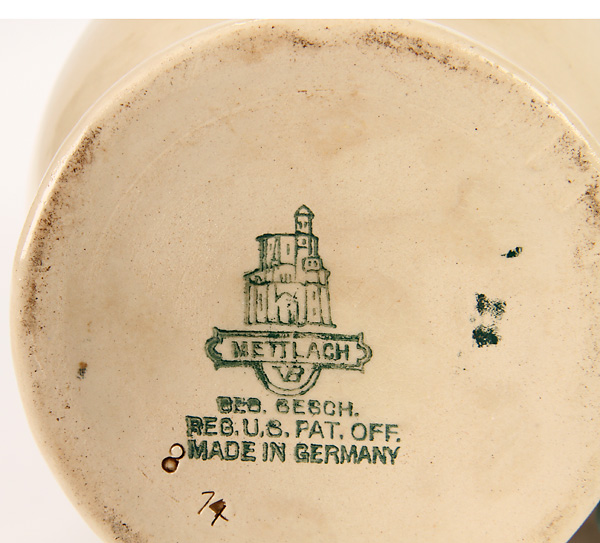 METTLACH
VB
GES. GESCH.
REG. U.S. PAT. OFF.
MADE IN GERMANY